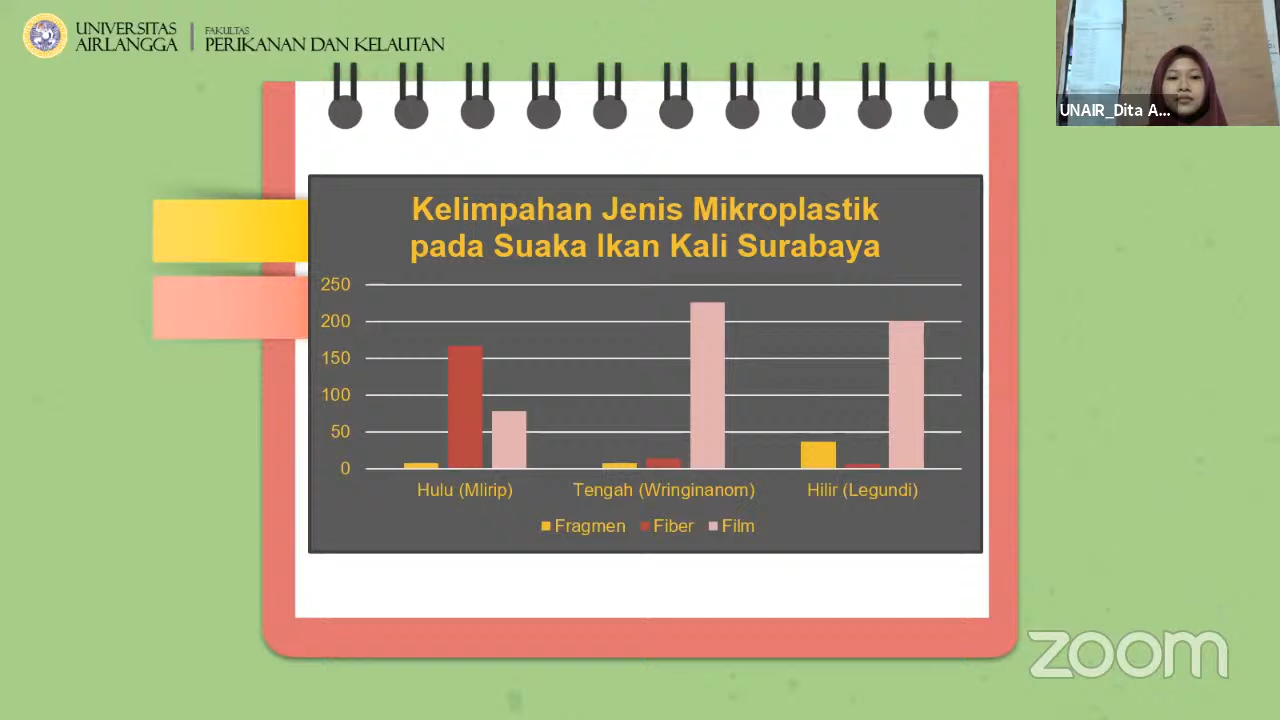 UNIVERSITAS
AIRLANGGA
FAKULTAS
PERIKANAN DAN KELAUTAN
UNAIR_Dita A...
Kelimpahan Jenis Mikroplastik
pada Suaka Ikan Kali Surabaya
250
200
150
100
50
0
Hulu (Mlirip)
Tengah (Wringinanom)
Hilir (Legundi)
Fragmen
Fiber
Film
zoom